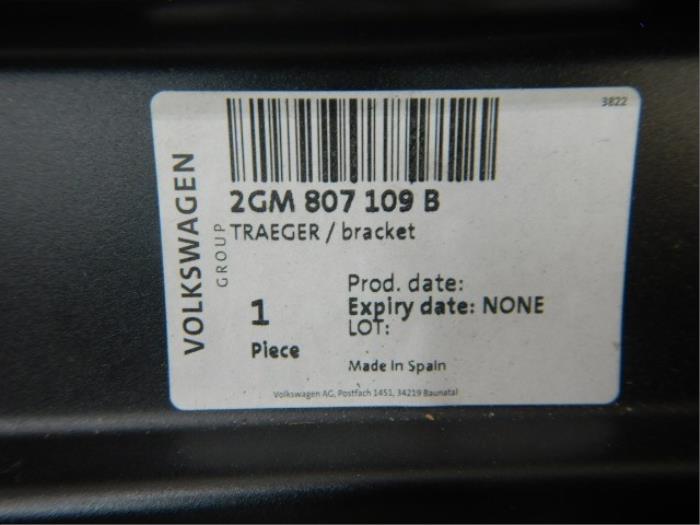 3822
VOLKSWAGEN
GROUP
2GM 807 109 B
TRAEGER / bracket
1
Piece
Prod. date:
Expiry date: NONE
LOT:
Made in Spain
Volkswagen AG, Postfach 1451, 34219 Baunatal